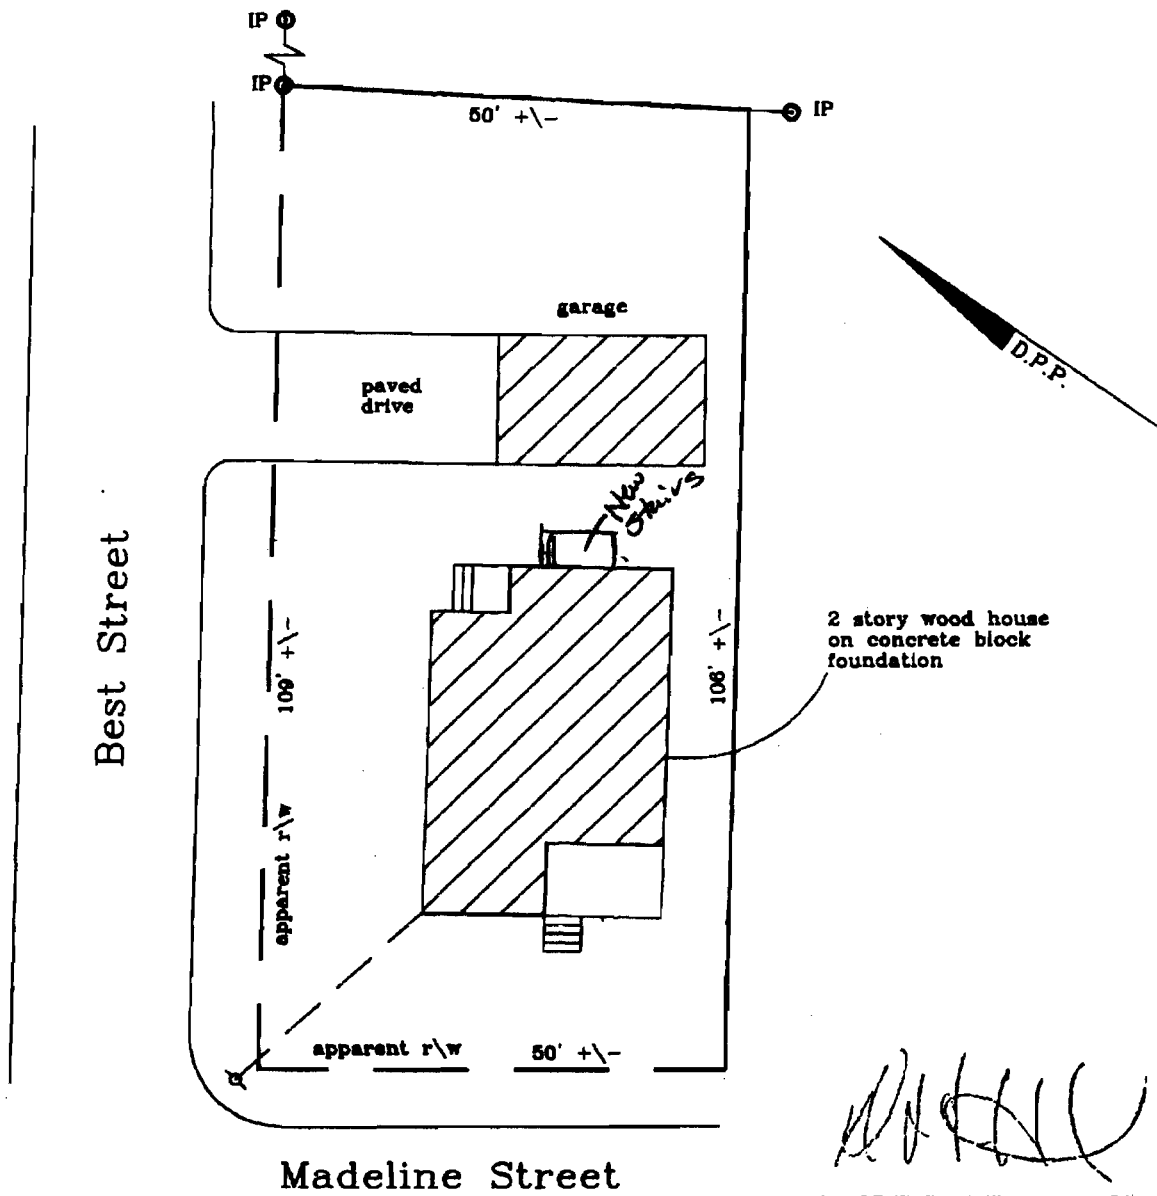 IP
IP
50' +\-
IP
garage
paved
drive
D.P.P.
New
Stairs
Best Street
109' +\-
apparent r\w
106' +\-
2 story wood house
on concrete block
foundation
apparent r\w 50' +\-
Madeline Street